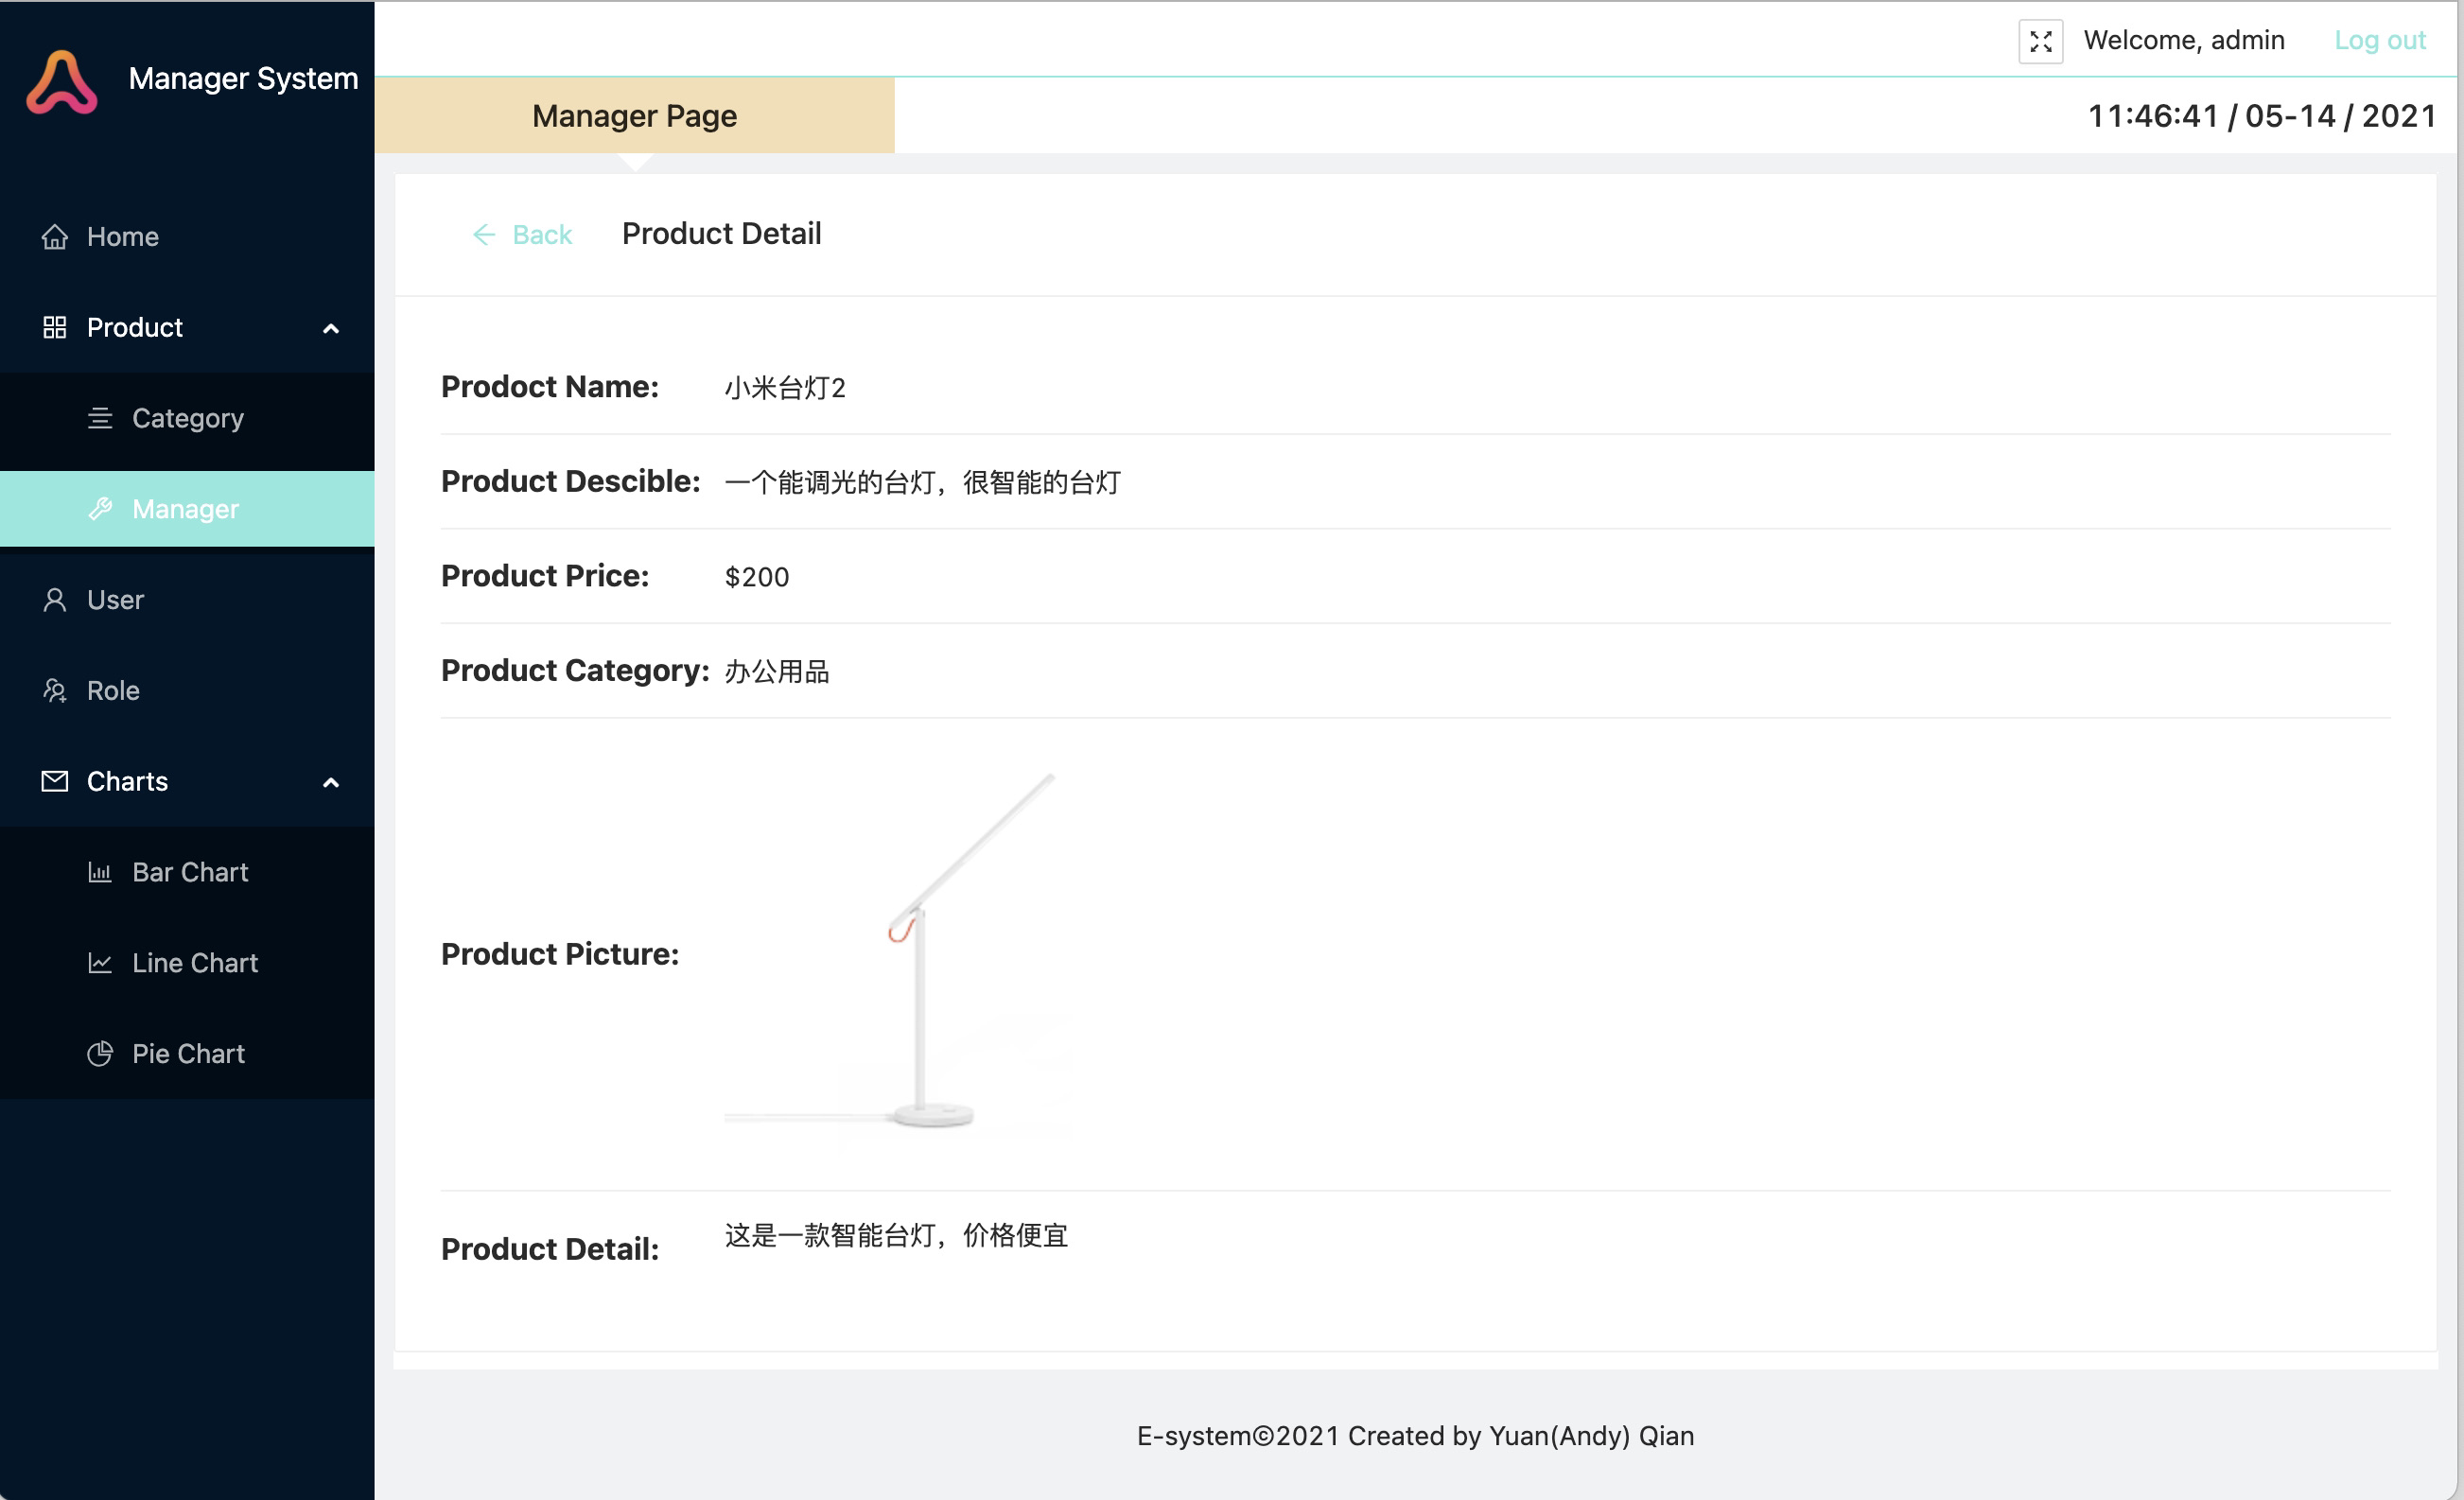 Manager System
Welcome, admin
Log out
Manager Page
11:46:41 / 05-14 / 2021
Home
Product
Category
Manager
User
Role
Charts
Bar Chart
Line Chart
Pie Chart
Back
Product Detail
Prodoct Name: 小米台灯2
Product Descible: 一个能调光的台灯，很智能的台灯
Product Price: $200
Product Category: 办公用品
Product Picture:
Product Detail: 这是一款智能台灯，价格便宜
E-system©2021 Created by Yuan(Andy) Qian